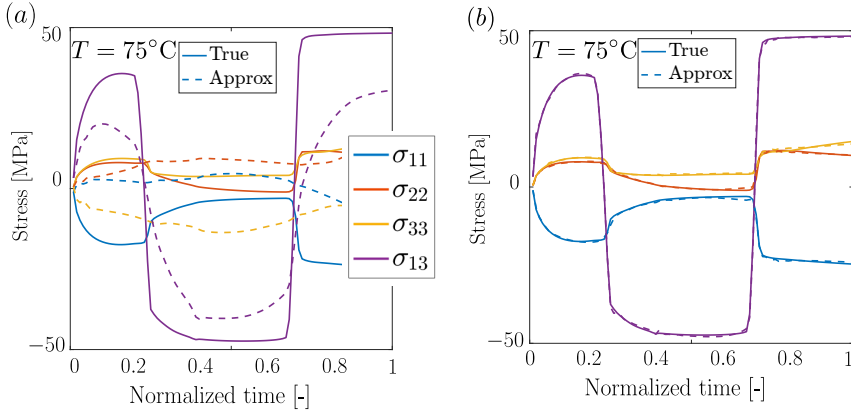 (a)
50
T = 75°C
True
Approx
Stress [MPa]
0
σ11
σ22
σ33
σ13
−50
0 0.2 0.4 0.6 0.8 1
Normalized time [-]
(b)
50
T = 75°C
True
Approx
Stress [MPa]
0
−50
0 0.2 0.4 0.6 0.8 1
Normalized time [-]